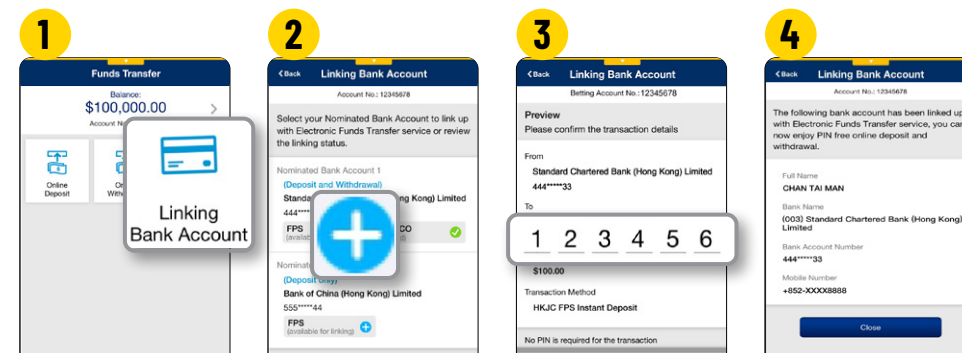 1
Funds Transfer
Balance:
$100,000.00
Account
Online
Deposit
Linking
Bank Account
2
Back
Linking Bank Account
Account No.: 12345678
Select your Nominated Bank Account to link up
with Electronic Funds Transfer service or review
the linking status.
Nominated Bank Account 1
(Deposit and Withdrawal)
Kong) Limited
FPS
(Deposit only)
Bank of China (Hong Kong) Limited
555*****44
FPS
(available for linking)
3
Back
Linking Bank Account
Betting Account No.: 12345678
Preview
Please confirm the transaction details
From
Standard Chartered Bank (Hong Kong) Limited
444*****33
To
1 2 3 4 5 6
$100.00
Transaction Method
HKJC FPS Instant Deposit
No PIN is required for the transaction
4
Back
Linking Bank Account
Account No.: 12345678
The following bank account has been linked up
with Electronic Funds Transfer service, you can
now enjoy PIN free online deposit and
withdrawal.
Full Name
CHAN TAI MAN
Bank Name
(003) Standard Chartered Bank (Hong Kong)
Limited
Bank Account Number
444*****33
Mobile Number
+852-XXXX8888
Close